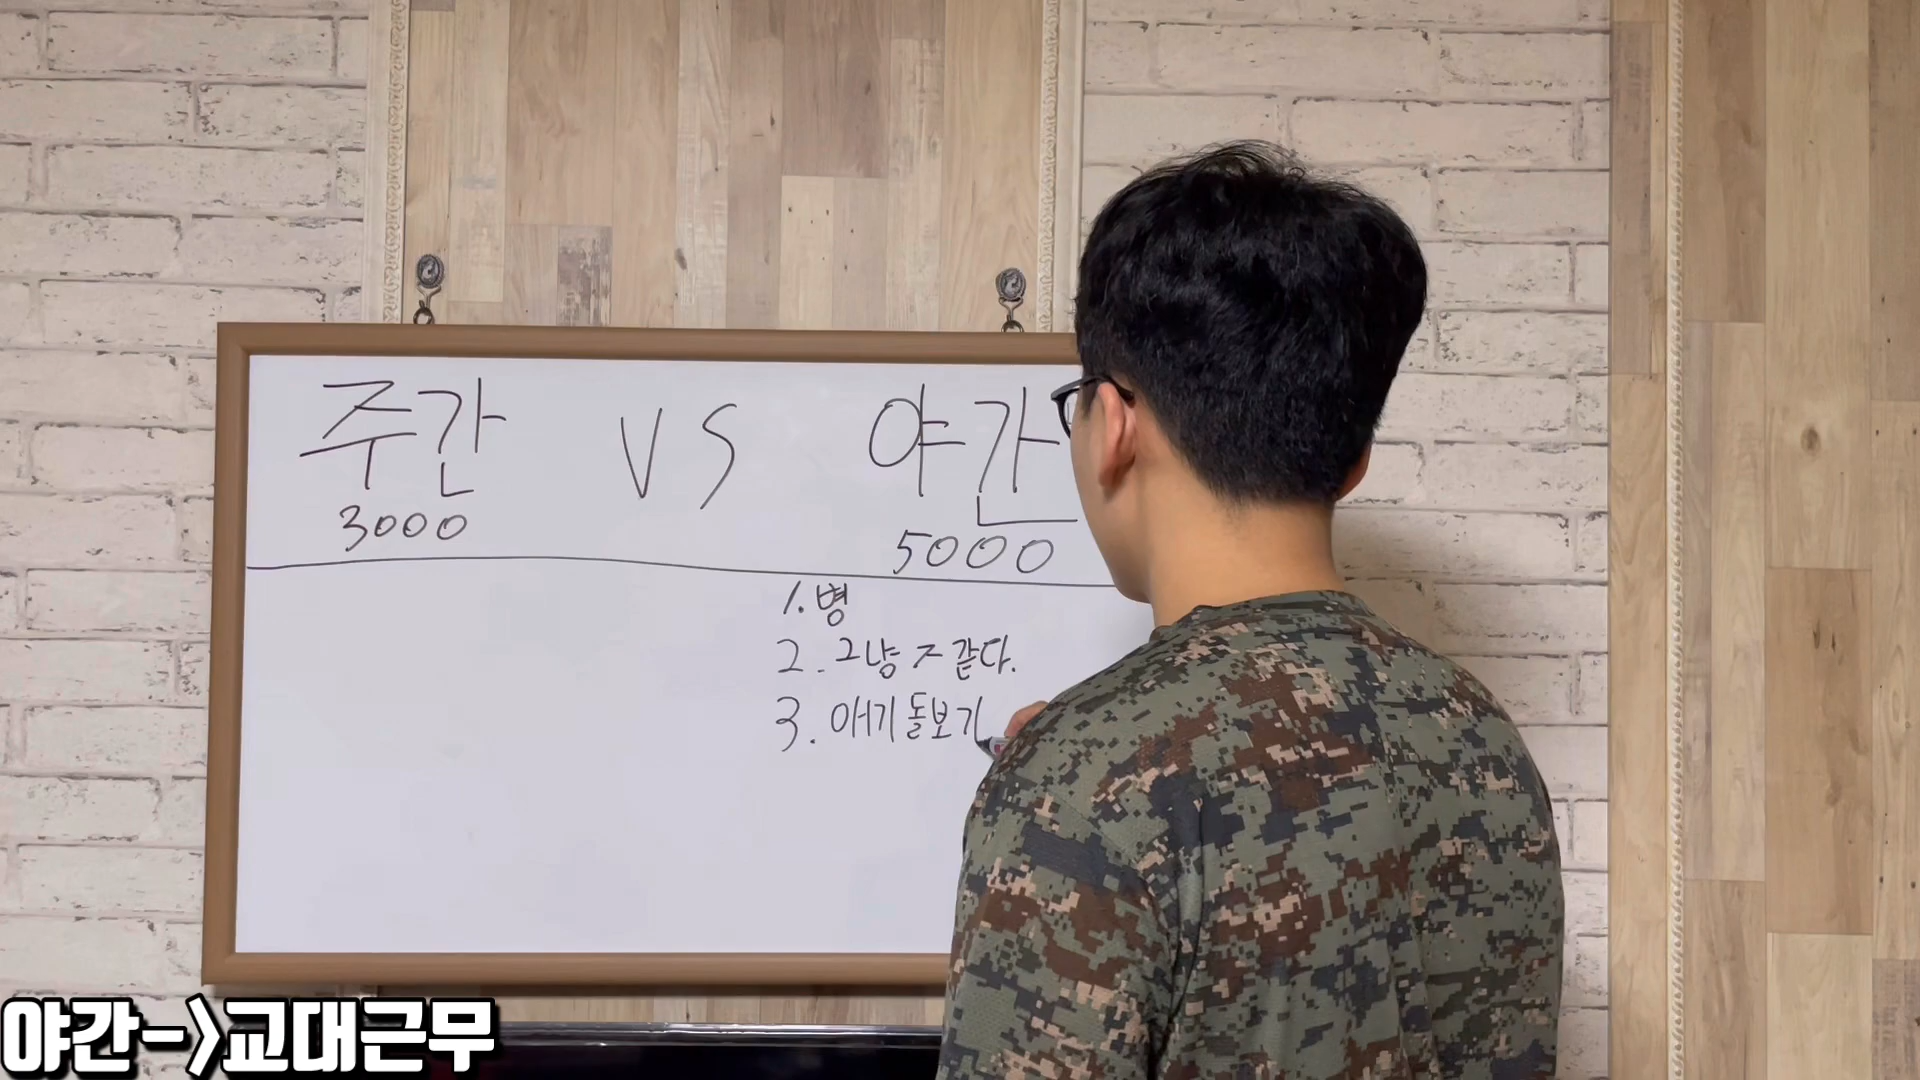 주간 VS 야간
3000 5000
1. 병
2. 그냥 ㅈ같다.
3. 애기 돌보기
야간->교대근무